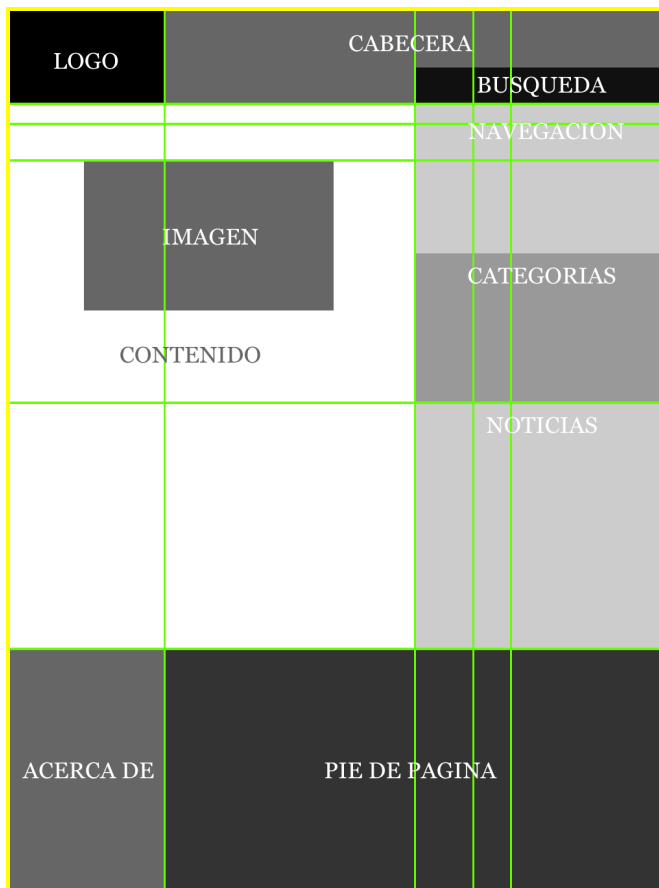 LOGO
CABECERA
BUSQUEDA
NAVEGACION
IMAGEN
CATEGORIAS
CONTENIDO
NOTICIAS
ACERCA DE
PIE DE PAGINA